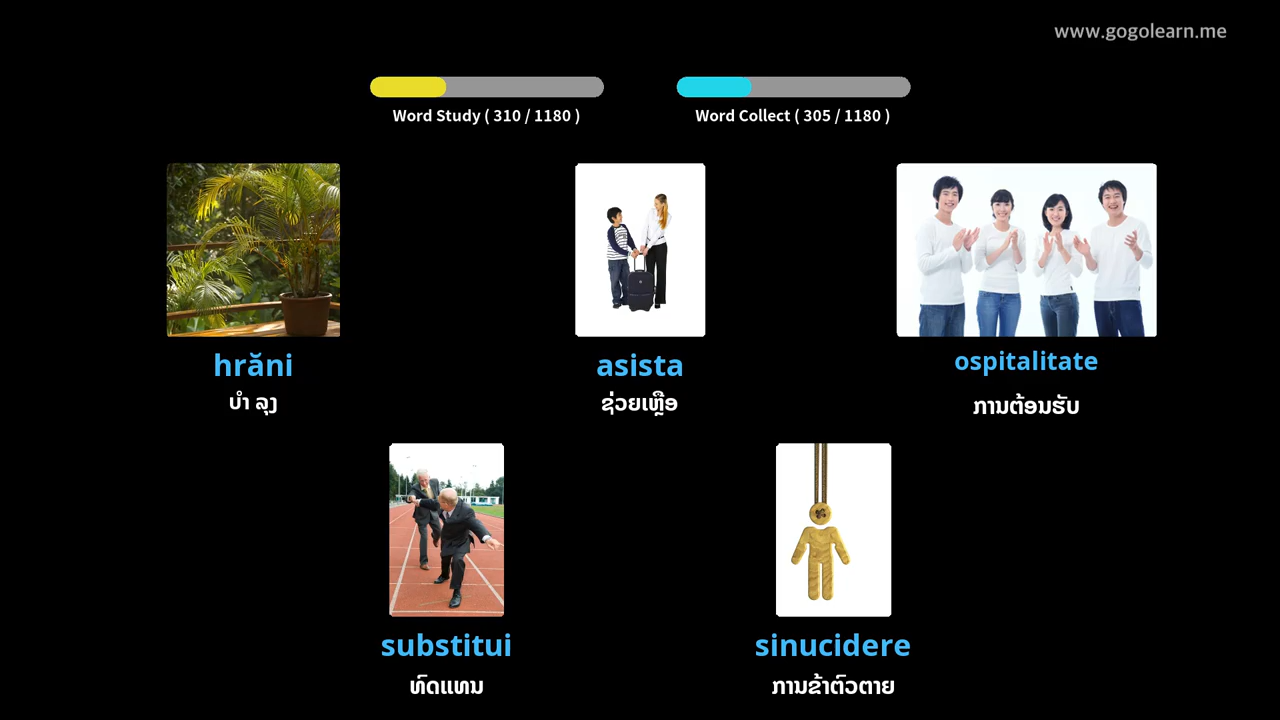 www.gogolearn.me
Word Study ( 310 / 1180 )
Word Collect ( 305 / 1180 )
hrăni
ບໍາ ລຸງ
asista
ຊ່ວຍເຫຼືອ
ospitalitate
ການຕ້ອນຮັບ
substitui
ທົດແທນ
sinucidere
ການຂ້າຕົວຕາຍ